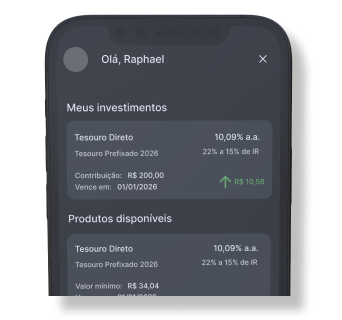 Olá, Raphael
Meus investimentos
Tesouro Direto 10,09% a.a.
Tesouro Prefixado 2026 22% a 15% de IR
Contribuição: R$ 200,00
Vence em: 01/01/2026 R$ 10,56
Produtos disponíveis
Tesouro Direto 10,09% a.a.
Tesouro Prefixado 2026 22% a 15% de IR
Valor mínimo: R$ 34,04